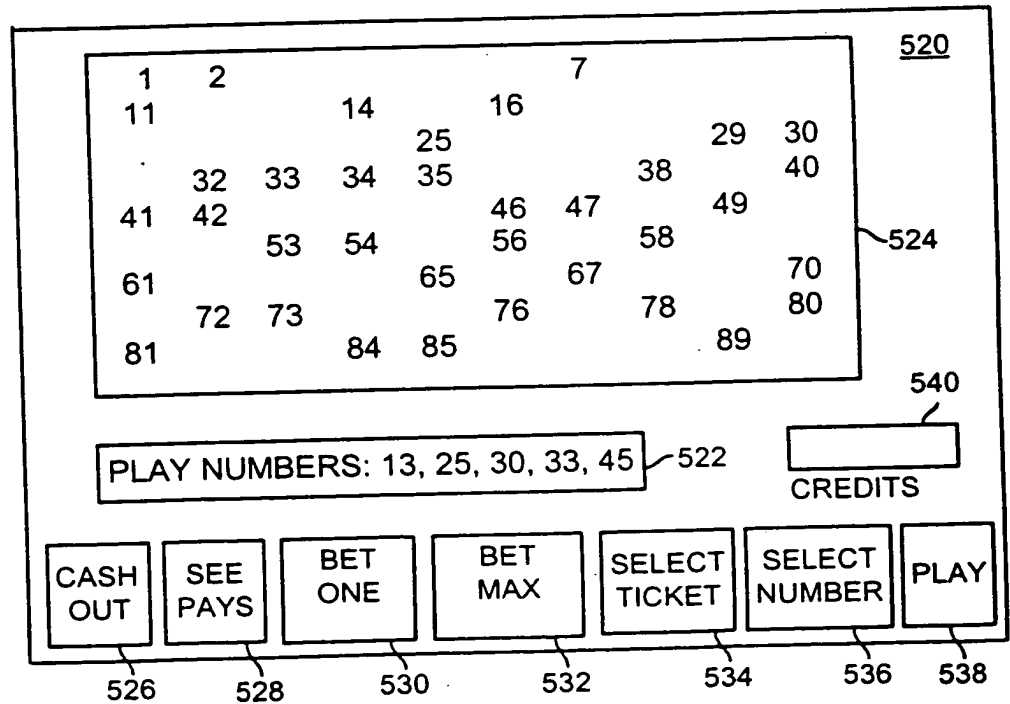 520
1 2 7
11 14 16
25 29 30
32 33 34 35 38 40
41 42 46 47 49
53 54 56 58
524
61 65 67 70
72 73 76 78 80
81 84 85 89
540
PLAY NUMBERS: 13, 25, 30, 33, 45
522
CREDITS
CASH OUT
SEE PAYS
BET ONE
BET MAX
SELECT TICKET
SELECT NUMBER
PLAY
526 528 530 532 534 536 538